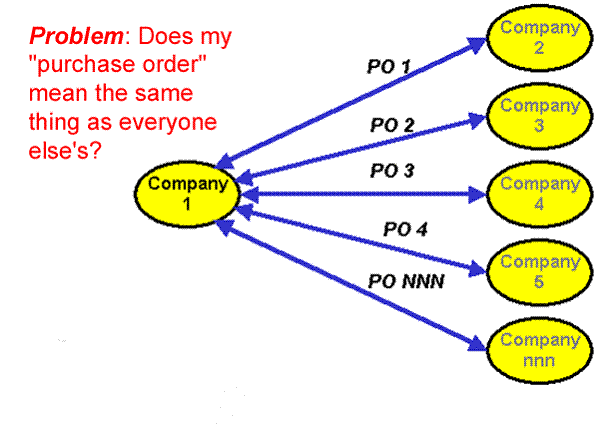 Problem: Does my
"purchase order"
mean the same
thing as everyone
else's?
Company
1
PO 1
PO 2
PO 3
PO 4
PO NNN
Company
2
Company
3
Company
4
Company
5
Company
nnn